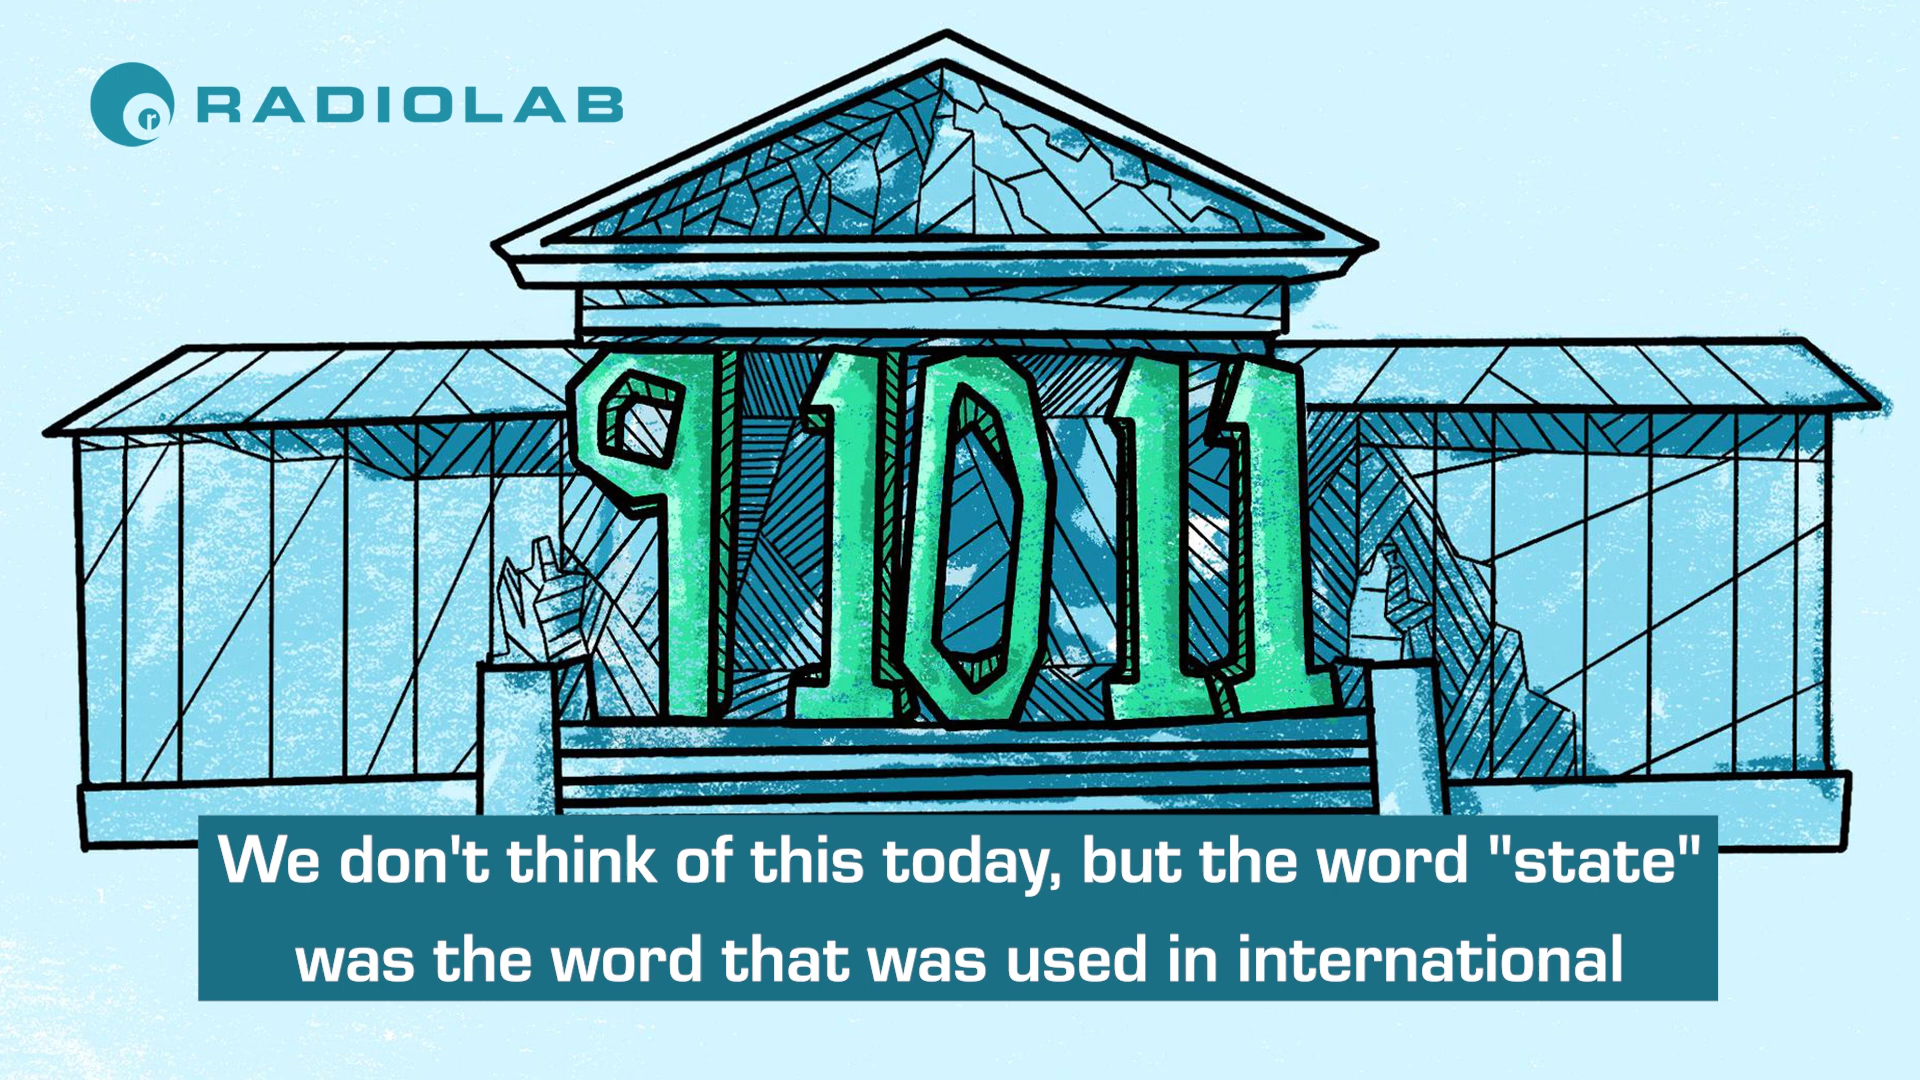 RADIOLAB
9 10 11
We don't think of this today, but the word "state"
was the word that was used in international